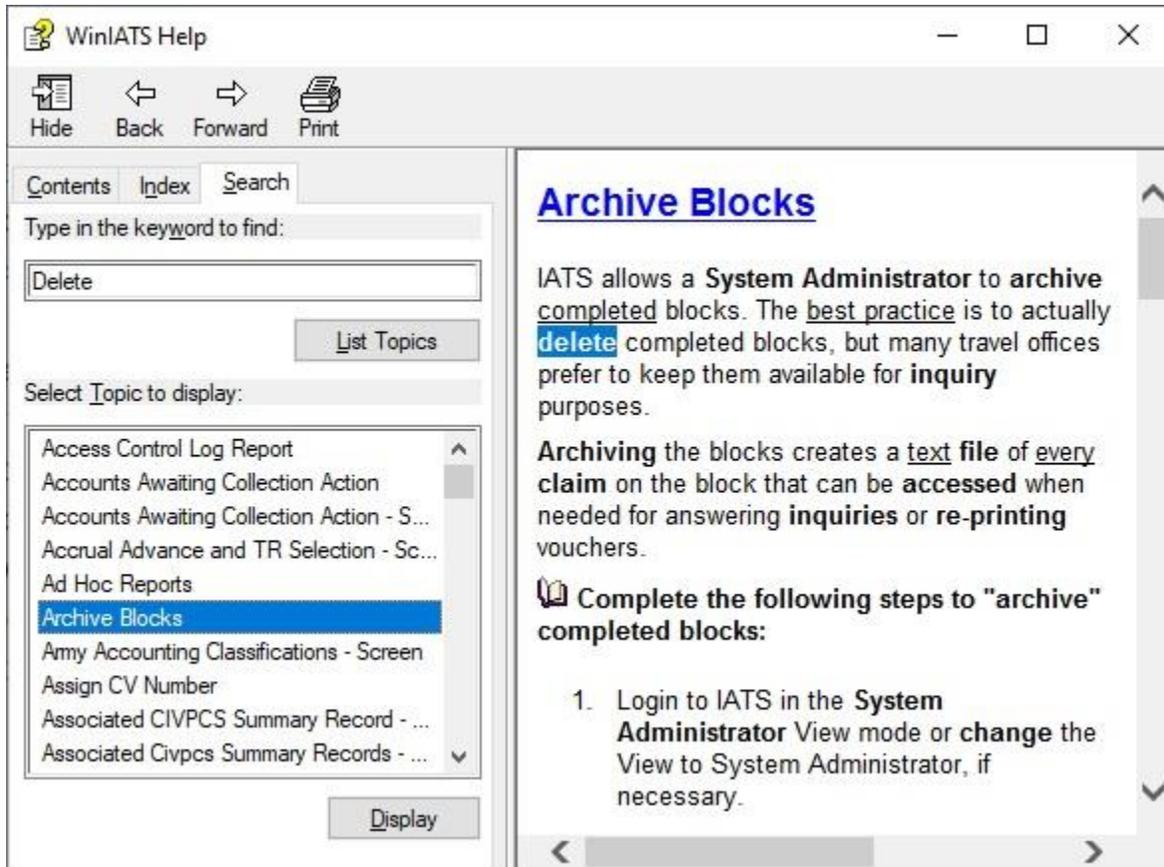 WinIATS Help
Hide Back Forward Print
Contents Index Search
Type in the keyword to find:
Delete
List Topics
Select Topic to display:
Access Control Log Report
Accounts Awaiting Collection Action
Accounts Awaiting Collection Action - S...
Accrual Advance and TR Selection - Sc...
Ad Hoc Reports
Archive Blocks
Army Accounting Classifications - Screen
Assign CV Number
Associated CIVPCS Summary Record - ...
Associated Civpcs Summary Records - ...
Display
Archive Blocks
IATS allows a System Administrator to archive
completed blocks. The best practice is to actually
delete completed blocks, but many travel offices
prefer to keep them available for inquiry
purposes.
Archiving the blocks creates a text file of every
claim on the block that can be accessed when
needed for answering inquiries or re-printing
vouchers.
Complete the following steps to "archive"
completed blocks:
1. Login to IATS in the System
Administrator View mode or change the
View to System Administrator, if
necessary.